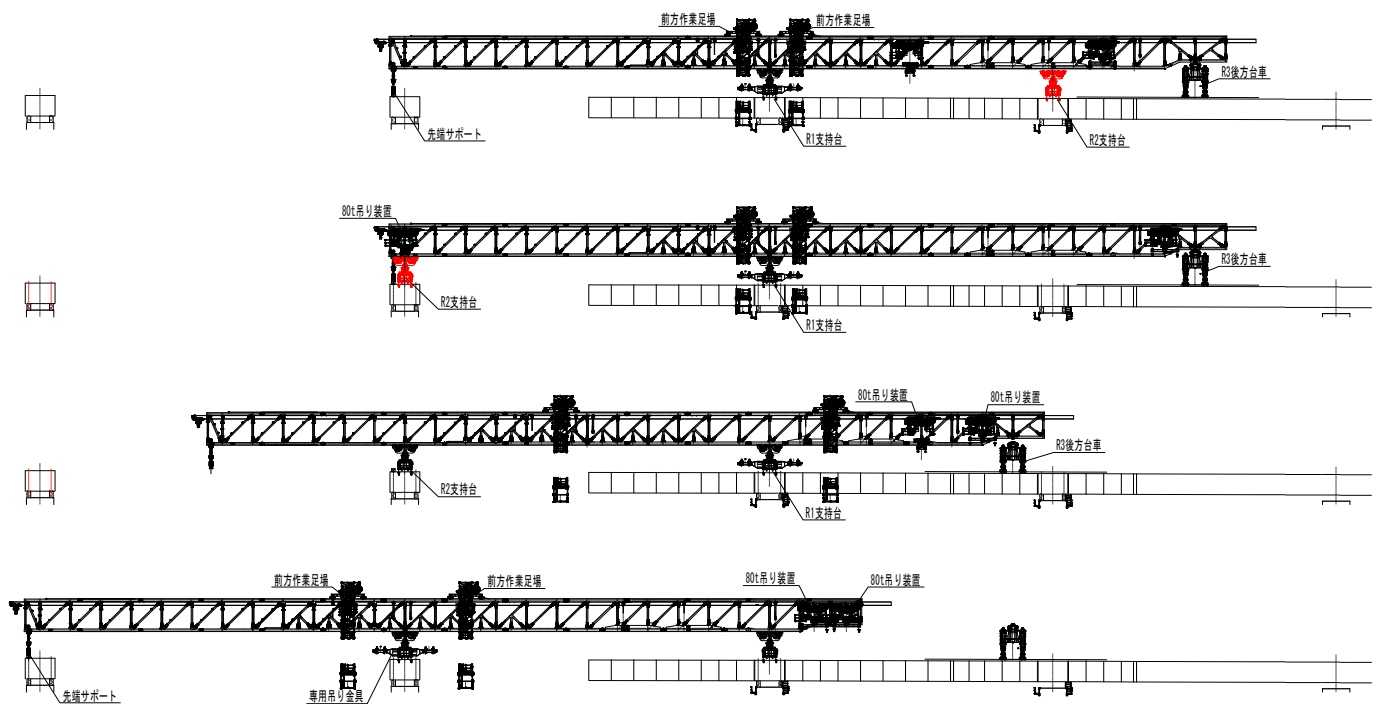 前方作業足場
前方作業足場
R3後方台車
先端サポート
R1支持台
R2支持台
80t吊り装置
R3後方台車
R2支持台
R1支持台
80t吊り装置
80t吊り装置
R3後方台車
R2支持台
R1支持台
前方作業足場
前方作業足場
80t吊り装置
80t吊り装置
先端サポート
専用吊り金具